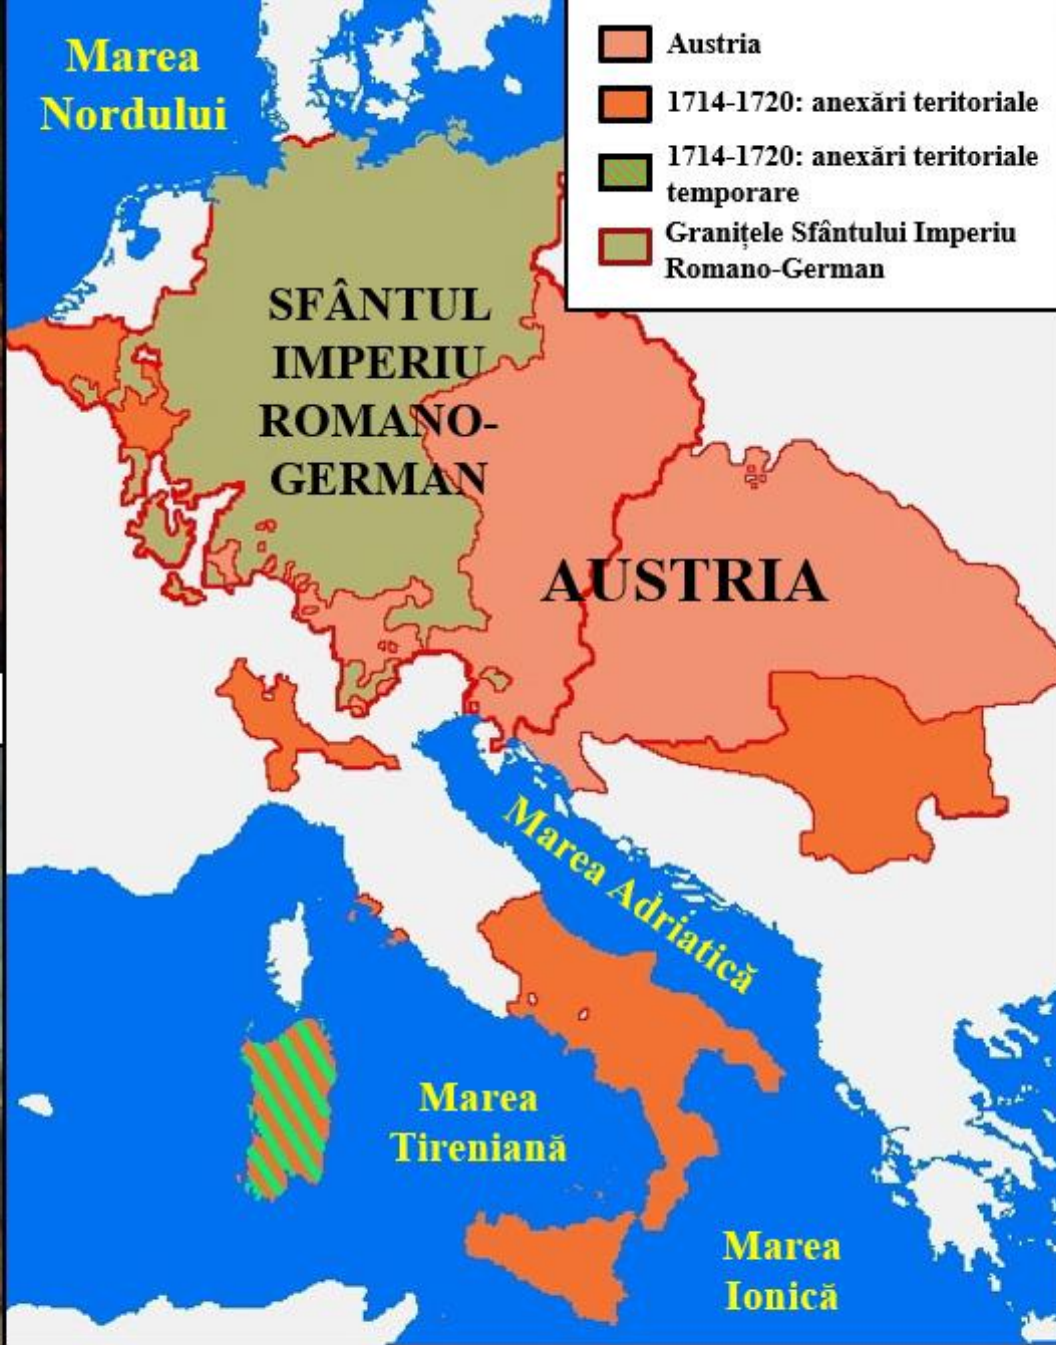 Marea
Nordului
Austria
1714-1720: anexări teritoriale
1714-1720: anexări teritoriale
temporare
Granițele Sfântului Imperiu
Romano-German
SFÂNTUL
IMPERIU
ROMANO-
GERMAN
AUSTRIA
Marea Adriatică
Marea
Tireniană
Marea
Ionică